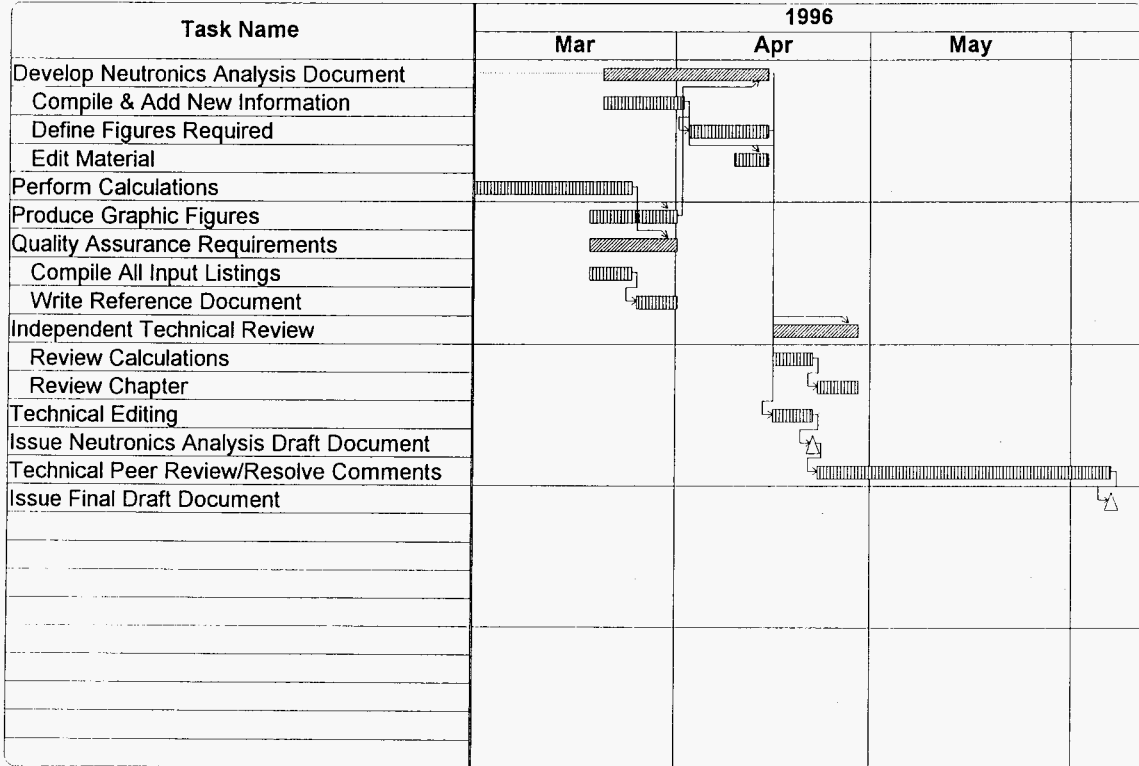 Task Name
1996
Mar Apr May
Develop Neutronics Analysis Document
Compile & Add New Information
Define Figures Required
Edit Material
Perform Calculations
Produce Graphic Figures
Quality Assurance Requirements
Compile All Input Listings
Write Reference Document
Independent Technical Review
Review Calculations
Review Chapter
Technical Editing
Issue Neutronics Analysis Draft Document
Technical Peer Review/Resolve Comments
Issue Final Draft Document